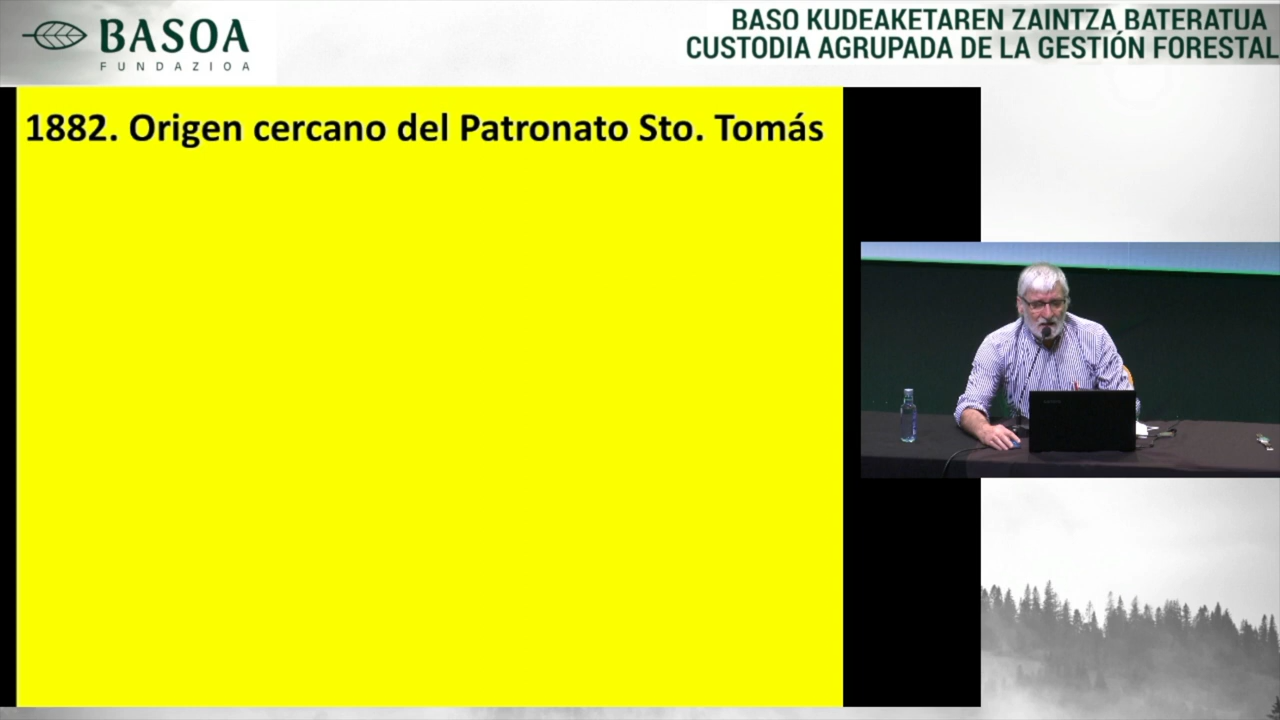 BASOA
FUNDAZIOA
BASO KUDEAKETAREN ZAINTZA BATERATUA
CUSTODIA AGRUPADA DE LA GESTIÓN FORESTAL
1882. Origen cercano del Patronato Sto. Tomás